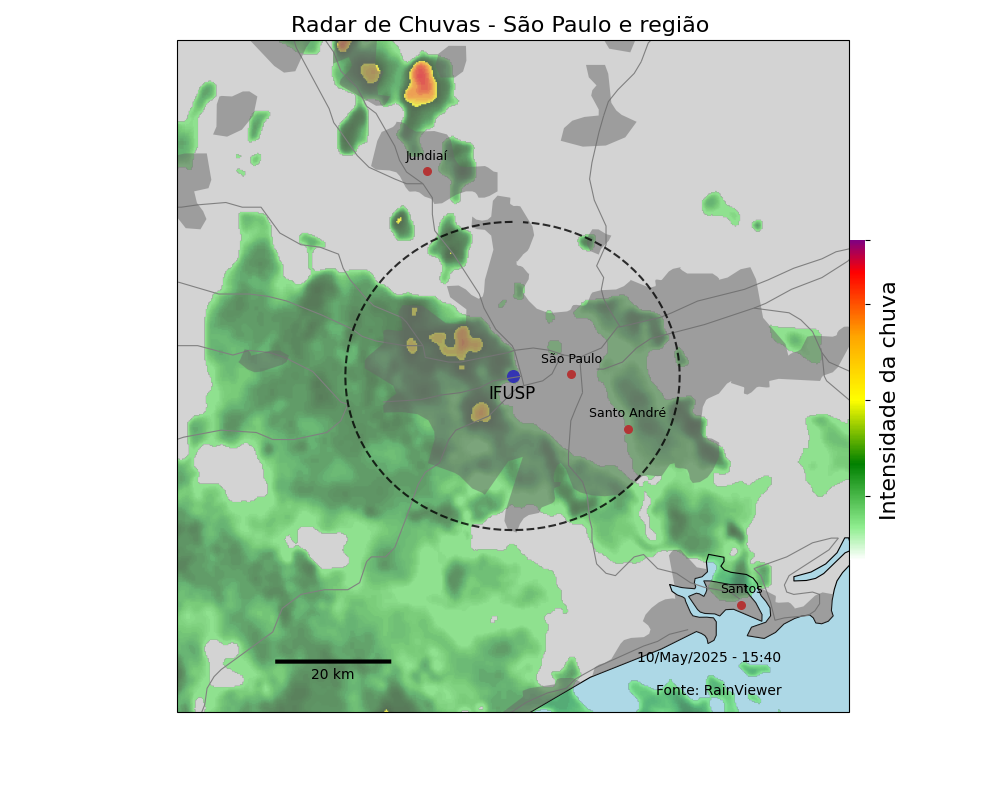 Radar de Chuvas - São Paulo e região
Jundiaí
São Paulo
IFUSP
Santo André
Intensidade da chuva
Santos
10/May/2025 - 15:40
20 km
Fonte: RainViewer